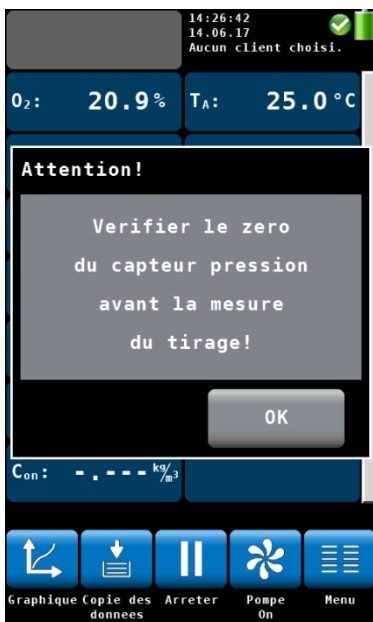 14:26:42
14.06.17
Aucun client choisi.
O₂: 20.9 % TA: 25.0 °C
Attention!
Verifier le zero
du capteur pression
avant la mesure
du tirage!
OK
Con: -.--- kg/m³
Graphique Copie des donnees Arreter Pompe On Menu